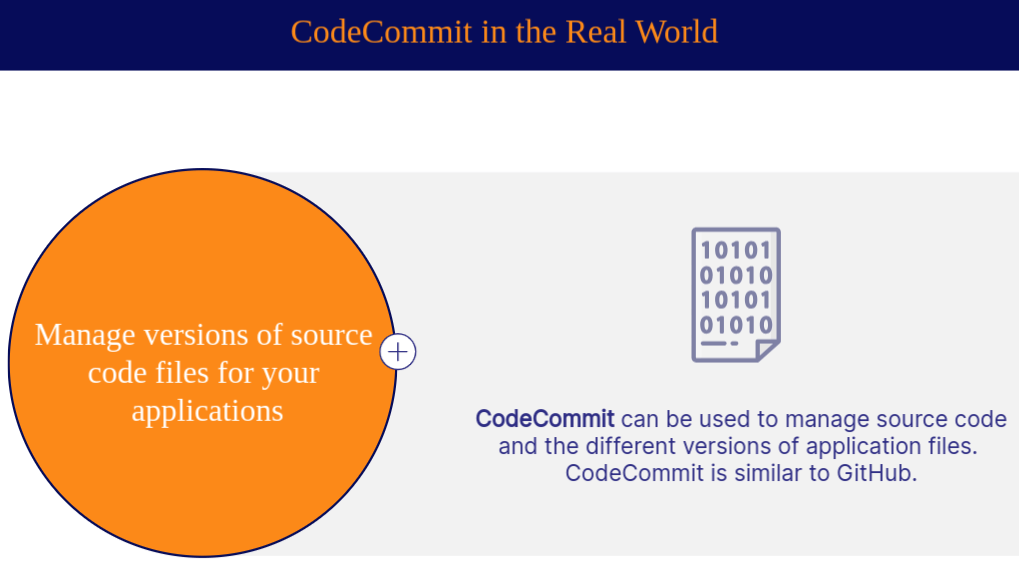 CodeCommit in the Real World
Manage versions of source
code files for your
applications
10101
01010
10101
01010
CodeCommit can be used to manage source code
and the different versions of application files.
CodeCommit is similar to GitHub.